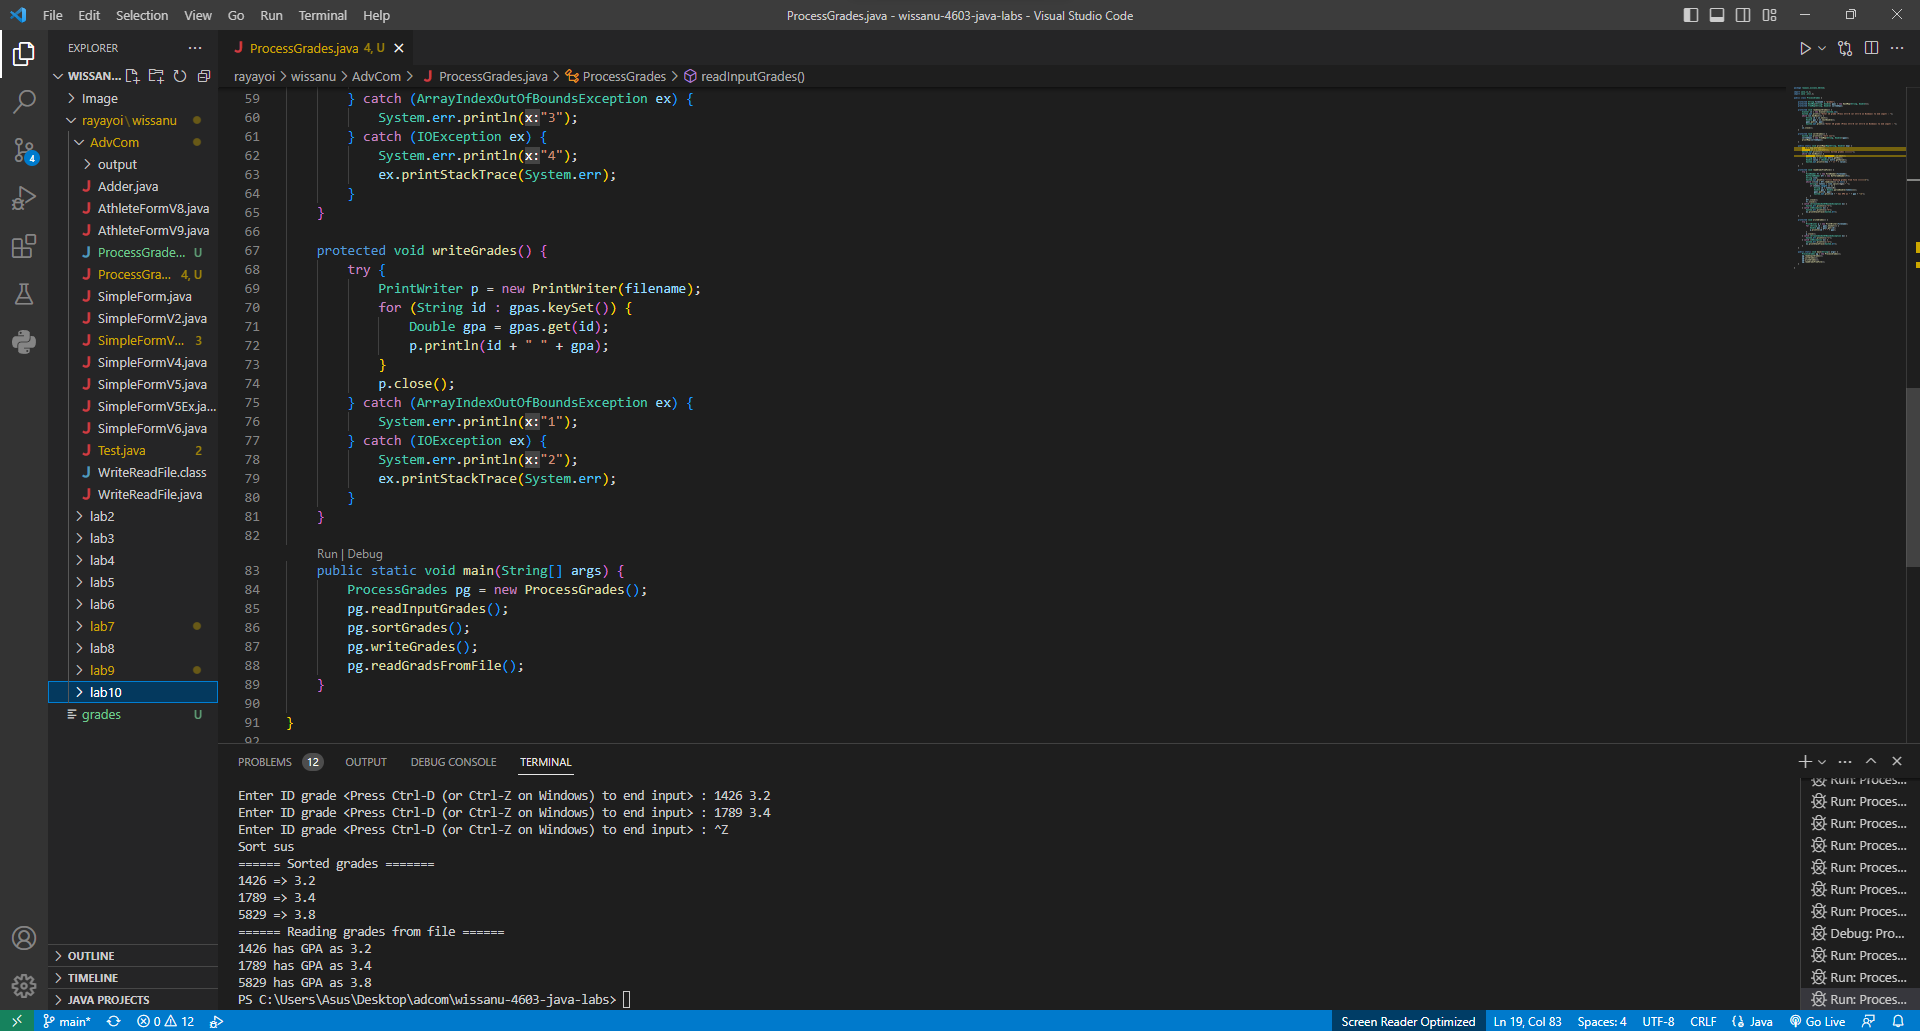 File Edit Selection View Go Run Terminal Help
ProcessGrades.java - wissanu-4603-java-labs - Visual Studio Code
EXPLORER
WISSAN...
Image
rayayoi\wissanu
AdvCom
output
Adder.java
AthleteFormV8.java
AthleteFormV9.java
ProcessGrade... U
ProcessGra... 4, U
SimpleForm.java
SimpleFormV2.java
SimpleFormV... 3
SimpleFormV4.java
SimpleFormV5.java
SimpleFormV5Ex.ja...
SimpleFormV6.java
Test.java 2
WriteReadFile.class
WriteReadFile.java
lab2
lab3
lab4
lab5
lab6
lab7
lab8
lab9
lab10
grades U
OUTLINE
TIMELINE
JAVA PROJECTS
4
ProcessGrades.java 4, U
rayayoi > wissanu > AdvCom > ProcessGrades.java > ProcessGrades > readInputGrades()
59 } catch (ArrayIndexOutOfBoundsException ex) {
60 System.err.println(x:"3");
61 } catch (IOException ex) {
62 System.err.println(x:"4");
63 ex.printStackTrace(System.err);
64 }
65 }
66
67 protected void writeGrades() {
68 try {
69 PrintWriter p = new PrintWriter(filename);
70 for (String id : gpas.keySet()) {
71 Double gpa = gpas.get(id);
72 p.println(id + " " + gpa);
73 }
74 p.close();
75 } catch (ArrayIndexOutOfBoundsException ex) {
76 System.err.println(x:"1");
77 } catch (IOException ex) {
78 System.err.println(x:"2");
79 ex.printStackTrace(System.err);
80 }
81 }
82
Run | Debug
83 public static void main(String[] args) {
84 ProcessGrades pg = new ProcessGrades();
85 pg.readInputGrades();
86 pg.sortGrades();
87 pg.writeGrades();
88 pg.readGradsFromFile();
89 }
90
91 }
92
PROBLEMS 12 OUTPUT DEBUG CONSOLE TERMINAL
Enter ID grade <Press Ctrl-D (or Ctrl-Z on Windows) to end input> : 1426 3.2
Enter ID grade <Press Ctrl-D (or Ctrl-Z on Windows) to end input> : 1789 3.4
Enter ID grade <Press Ctrl-D (or Ctrl-Z on Windows) to end input> : ^Z
Sort sus
====== Sorted grades =======
1426 => 3.2
1789 => 3.4
5829 => 3.8
====== Reading grades from file ======
1426 has GPA as 3.2
1789 has GPA as 3.4
5829 has GPA as 3.8
PS C:\Users\Asus\Desktop\adcom\wissanu-4603-java-labs>
Run: Proces...
Run: Proces...
Run: Proces...
Run: Proces...
Run: Proces...
Run: Proces...
Run: Proces...
Debug: Pro...
Run: Proces...
Run: Proces...
Run: Proces...
main* 0 12
Screen Reader Optimized Ln 19, Col 83 Spaces: 4 UTF-8 CRLF Java Go Live